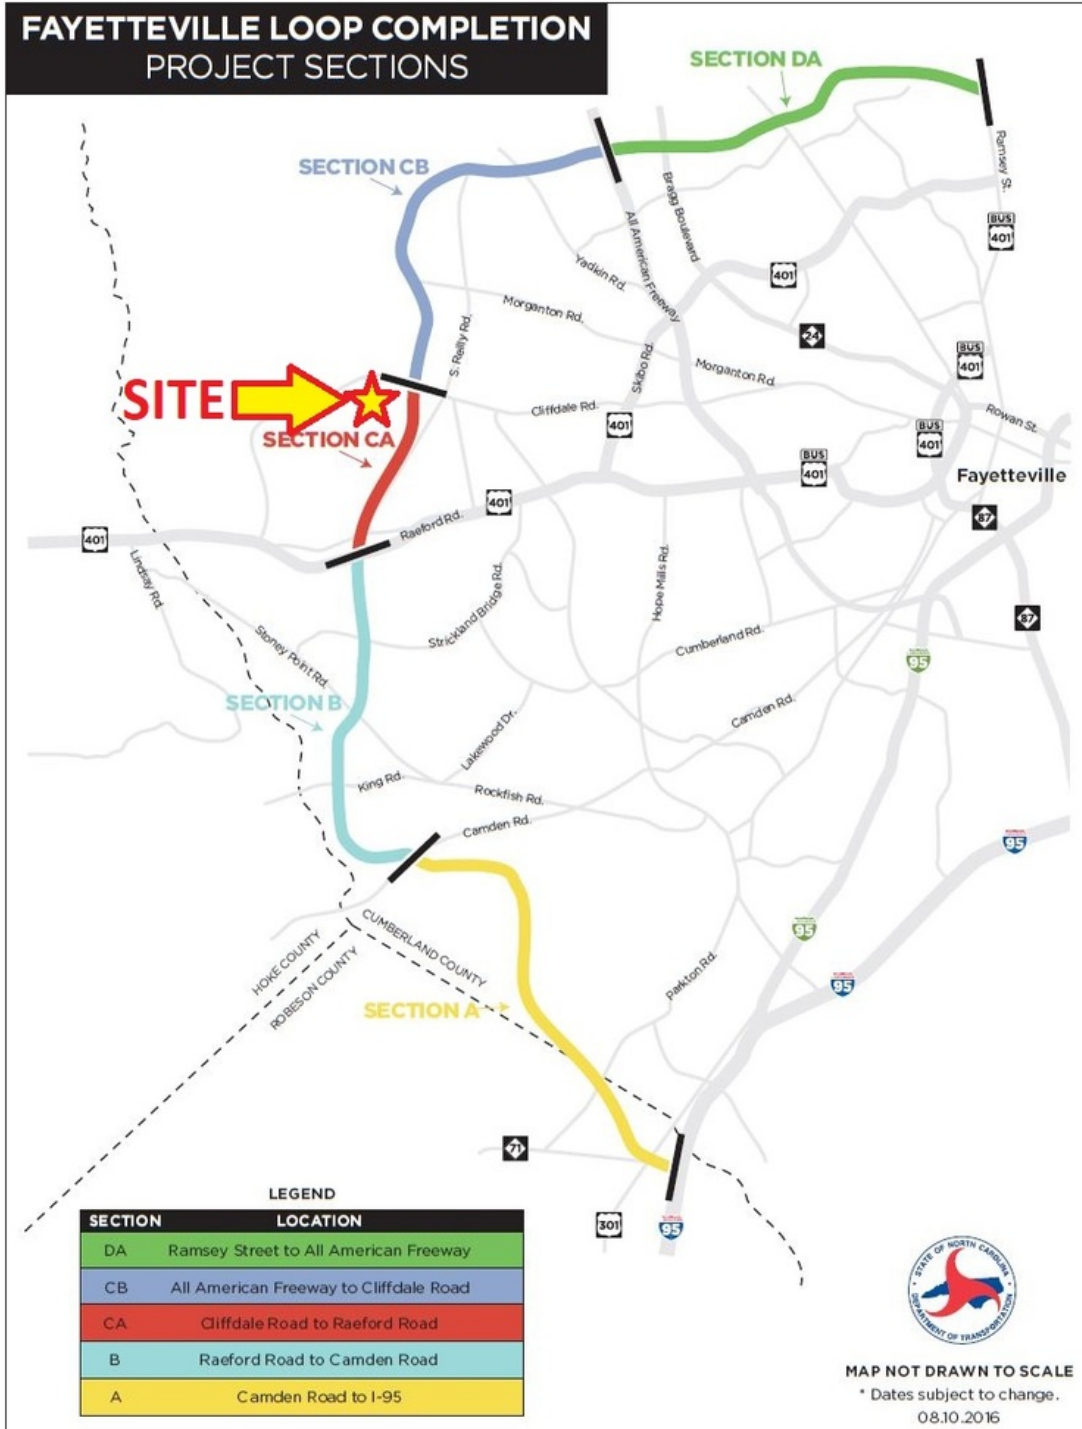 FAYETTEVILLE LOOP COMPLETION
PROJECT SECTIONS
SECTION DA
SECTION CB
Ramsey St.
BUS
401
All American Freeway
Bragg Boulevard
Yadkin Rd.
401
Morganton Rd.
24
S. Reilly Rd.
Skibo Rd.
Morganton Rd.
BUS
401
SITE
Cliffdale Rd.
401
Rowan St.
BUS
401
SECTION CA
BUS
401
Fayetteville
401
Raeford Rd.
87
401
Lindsay Rd.
Strickland Bridge Rd.
Hope Mills Rd.
87
Stoney Point Rd.
Cumberland Rd.
95
SECTION B
Camden Rd.
Lakewood Dr.
King Rd.
Rockfish Rd.
Camden Rd.
95
CUMBERLAND COUNTY
95
HOKE COUNTY
ROBESON COUNTY
Parkton Rd.
95
SECTION A
71
301
95
LEGEND
SECTION LOCATION
DA Ramsey Street to All American Freeway
CB All American Freeway to Cliffdale Road
CA Cliffdale Road to Raeford Road
B Raeford Road to Camden Road
A Camden Road to I-95
STATE OF NORTH CAROLINA
DEPARTMENT OF TRANSPORTATION
MAP NOT DRAWN TO SCALE
* Dates subject to change.
08.10.2016